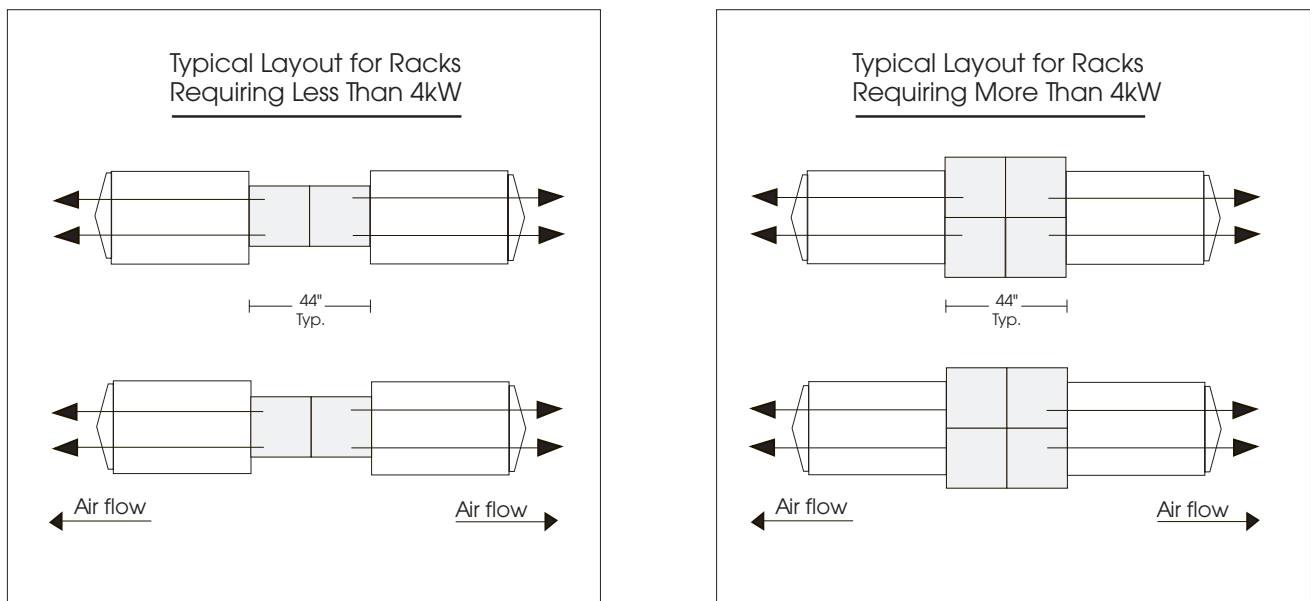 Typical Layout for Racks
Requiring Less Than 4kW
44"
Typ.
Air flow
Air flow
Typical Layout for Racks
Requiring More Than 4kW
44"
Typ.
Air flow
Air flow